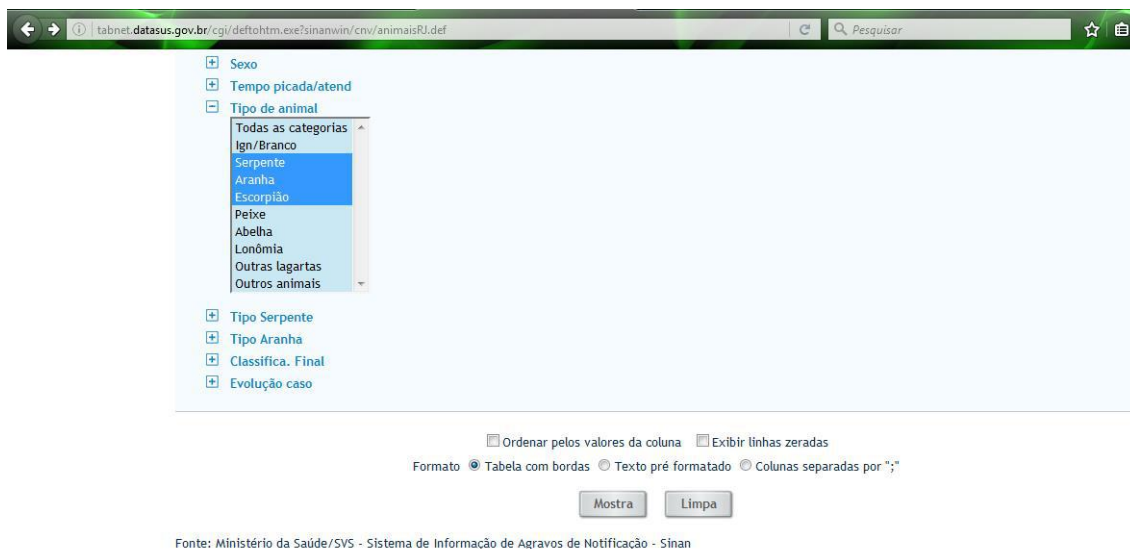 tabnet.datasus.gov.br/cgi/deftohtm.exe?sinanwin/cnv/animaisRJ.def Pesquisar
Sexo
Tempo picada/atend
Tipo de animal
Todas as categorias
Ign/Branco
Serpente
Aranha
Escorpião
Peixe
Abelha
Lonômia
Outras lagartas
Outros animais
Tipo Serpente
Tipo Aranha
Classifica. Final
Evolução caso
Ordenar pelos valores da coluna Exibir linhas zeradas
Formato Tabela com bordas Texto pré formatado Colunas separadas por ";"
Mostra Limpa
Fonte: Ministério da Saúde/SVS - Sistema de Informação de Agravos de Notificação - Sinan